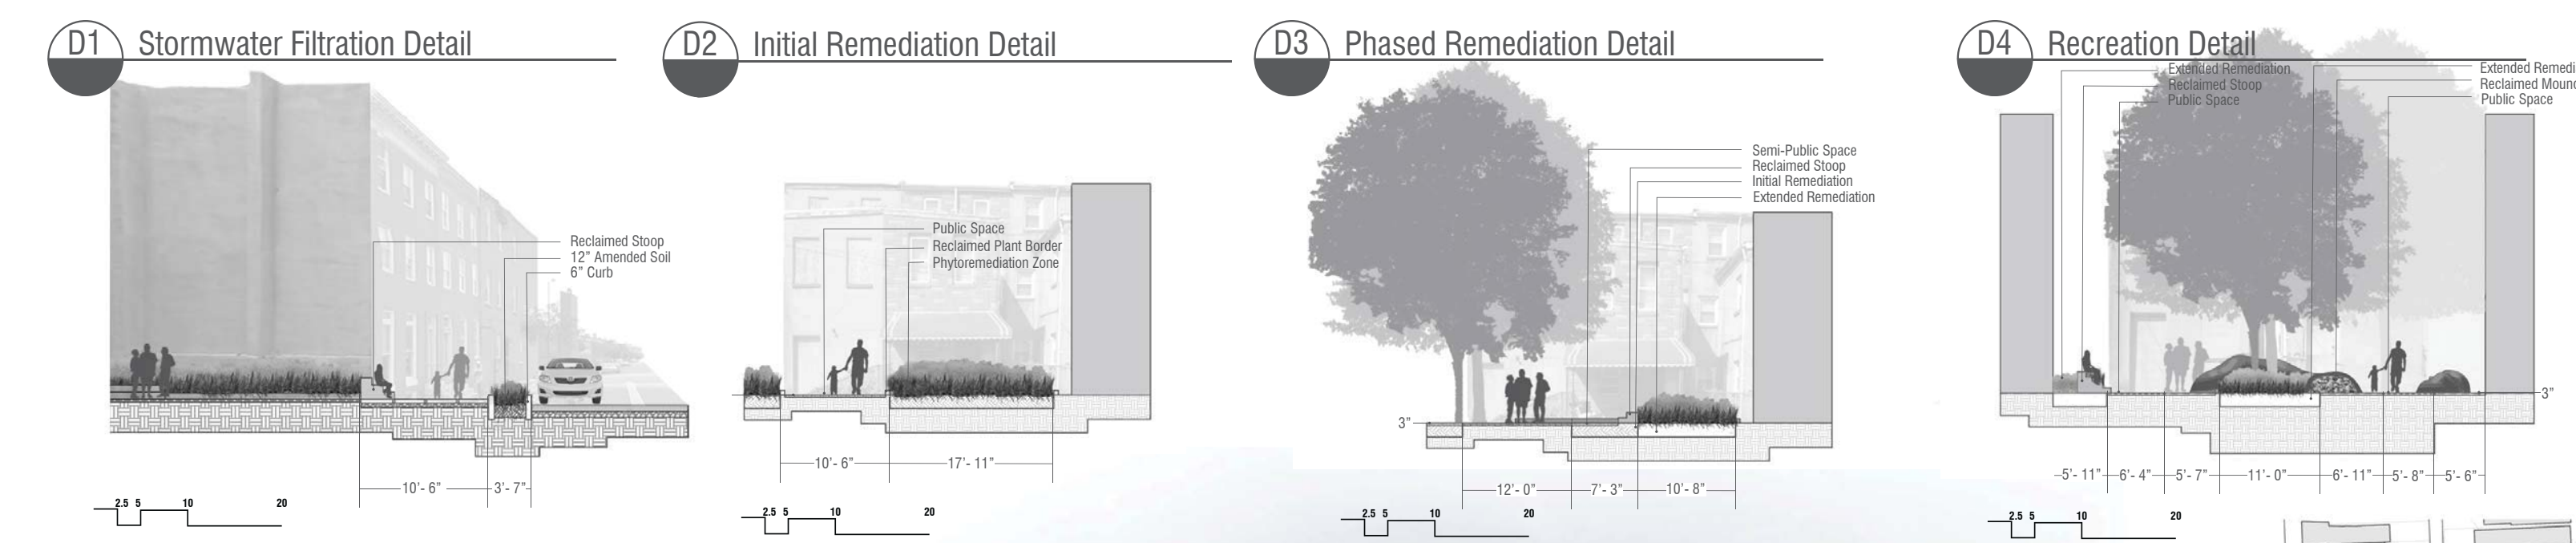 D1 Stormwater Filtration Detail
Reclaimed Stoop
12” Amended Soil
6” Curb
10’- 6” 3’- 7”
2.5 5 10 20
D2 Initial Remediation Detail
Public Space
Reclaimed Plant Border
Phytoremediation Zone
10’- 6” 17’- 11”
2.5 5 10 20
D3 Phased Remediation Detail
Semi-Public Space
Reclaimed Stoop
Initial Remediation
Extended Remediation
3”
12’- 0” 7’- 3” 10’- 8”
2.5 5 10 20
D4 Recreation Detail
Extended Remediation
Reclaimed Stoop
Public Space
Extended Remedi
Reclaimed Mound
Public Space
3”
5’- 11” 6’- 4” 5’- 7” 11’- 0” 6’- 11” 5’- 8” 5’- 6”
2.5 5 10 20